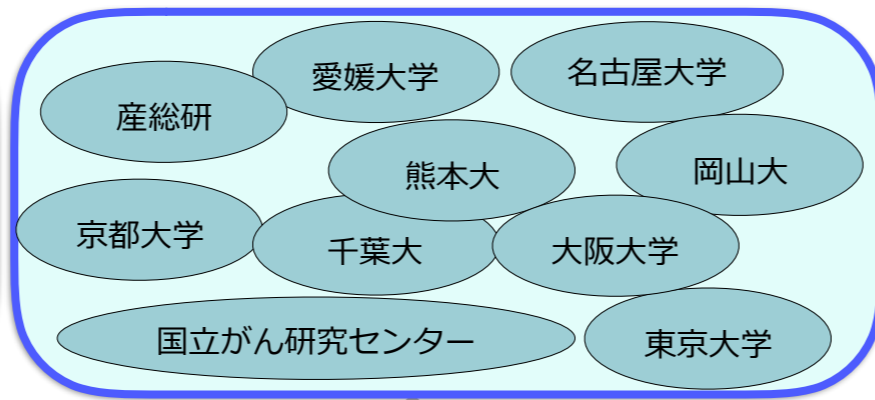 愛媛大学
名古屋大学
産総研
熊本大
岡山大
京都大学
千葉大
大阪大学
国立がん研究センター
東京大学